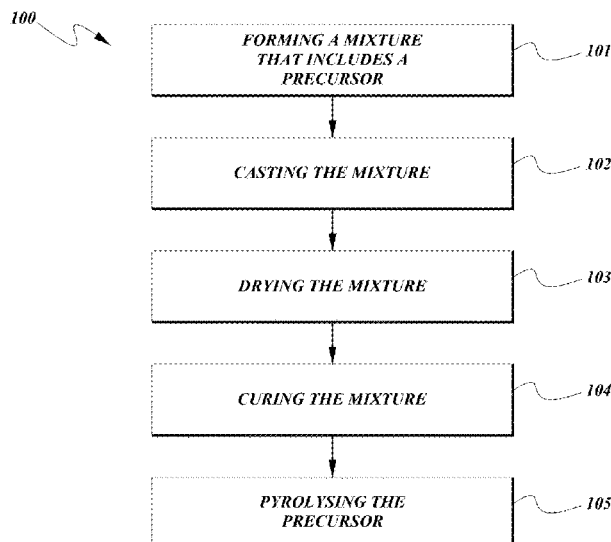 100
FORMING A MIXTURE
THAT INCLUDES A
PRECURSOR
101
CASTING THE MIXTURE
102
DRYING THE MIXTURE
103
CURING THE MIXTURE
104
PYROLYSING THE
PRECURSOR
105